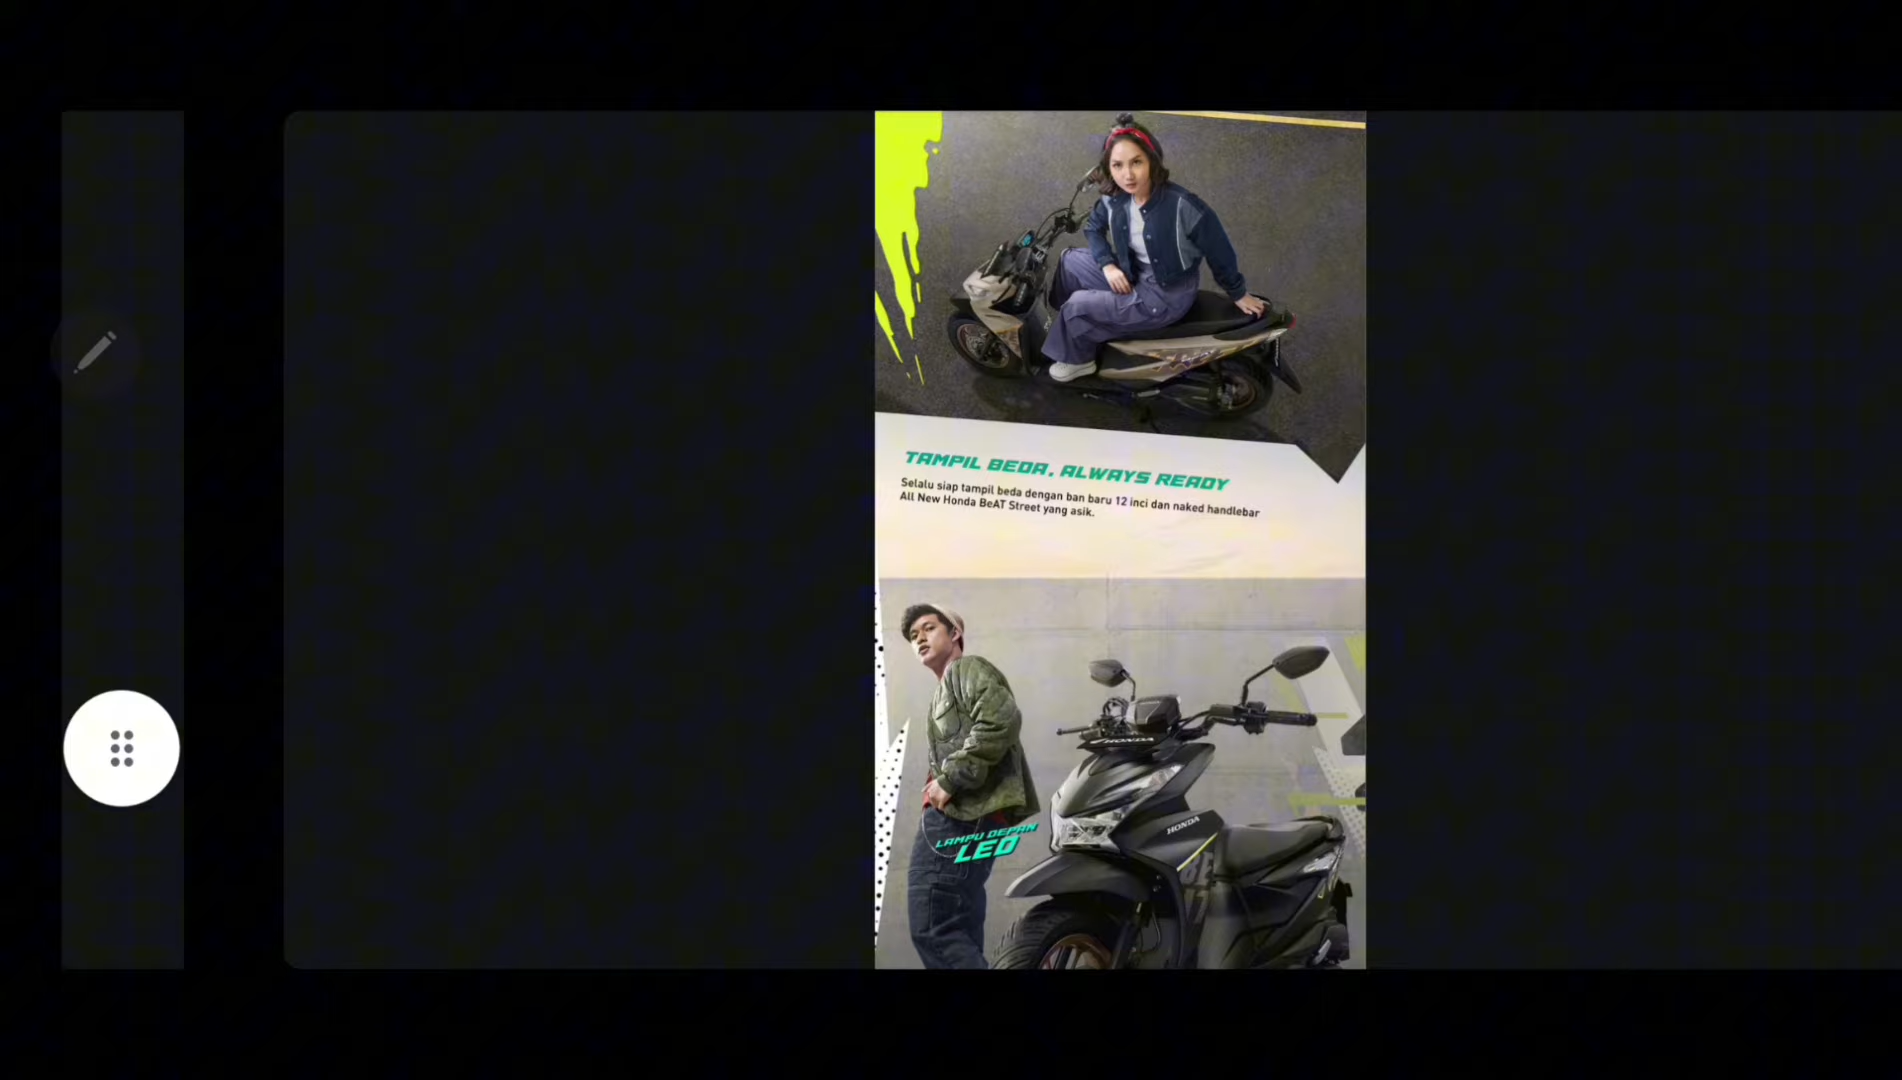 TAMPIL BEDA, ALWAYS READY
Selalu siap tampil beda dengan ban baru 12 inci dan naked handlebar
All New Honda BeAT Street yang asik.
HONDA
HONDA
LAMPU DEPAN
LED